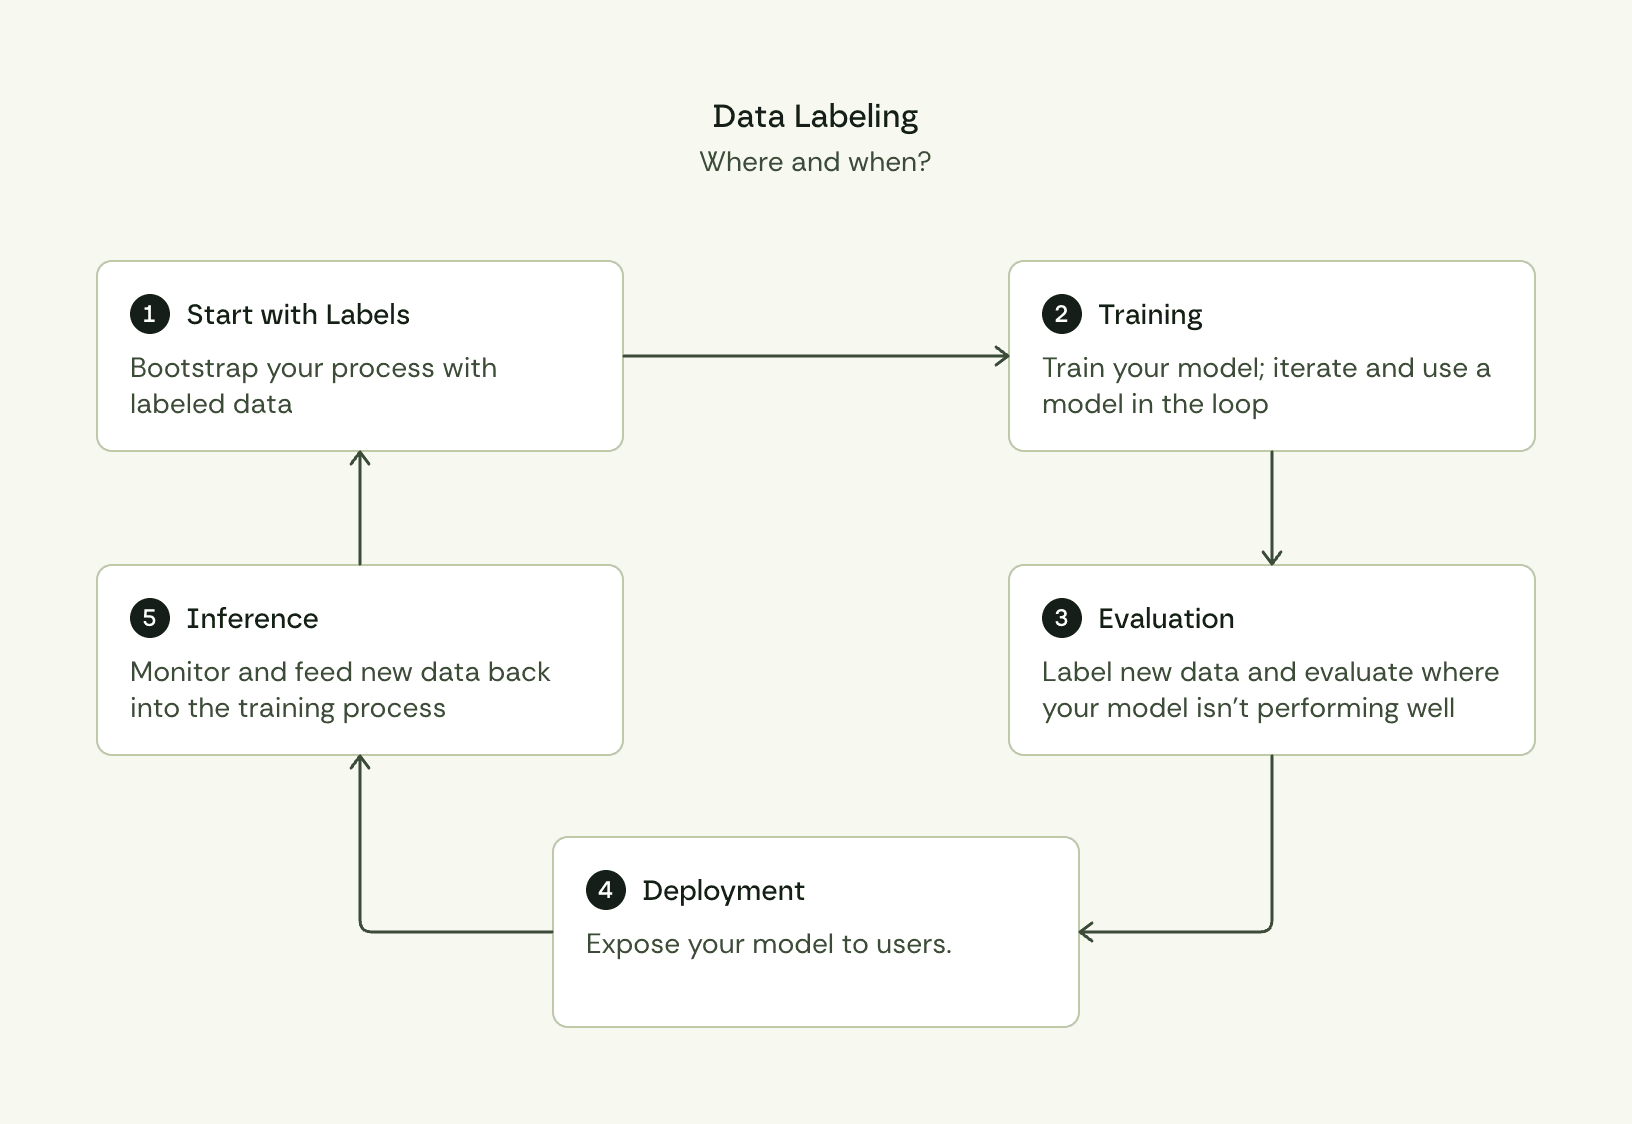 Data Labeling
Where and when?
1 Start with Labels
Bootstrap your process with
labeled data
2 Training
Train your model; iterate and use a
model in the loop
3 Evaluation
Label new data and evaluate where
your model isn’t performing well
4 Deployment
Expose your model to users.
5 Inference
Monitor and feed new data back
into the training process